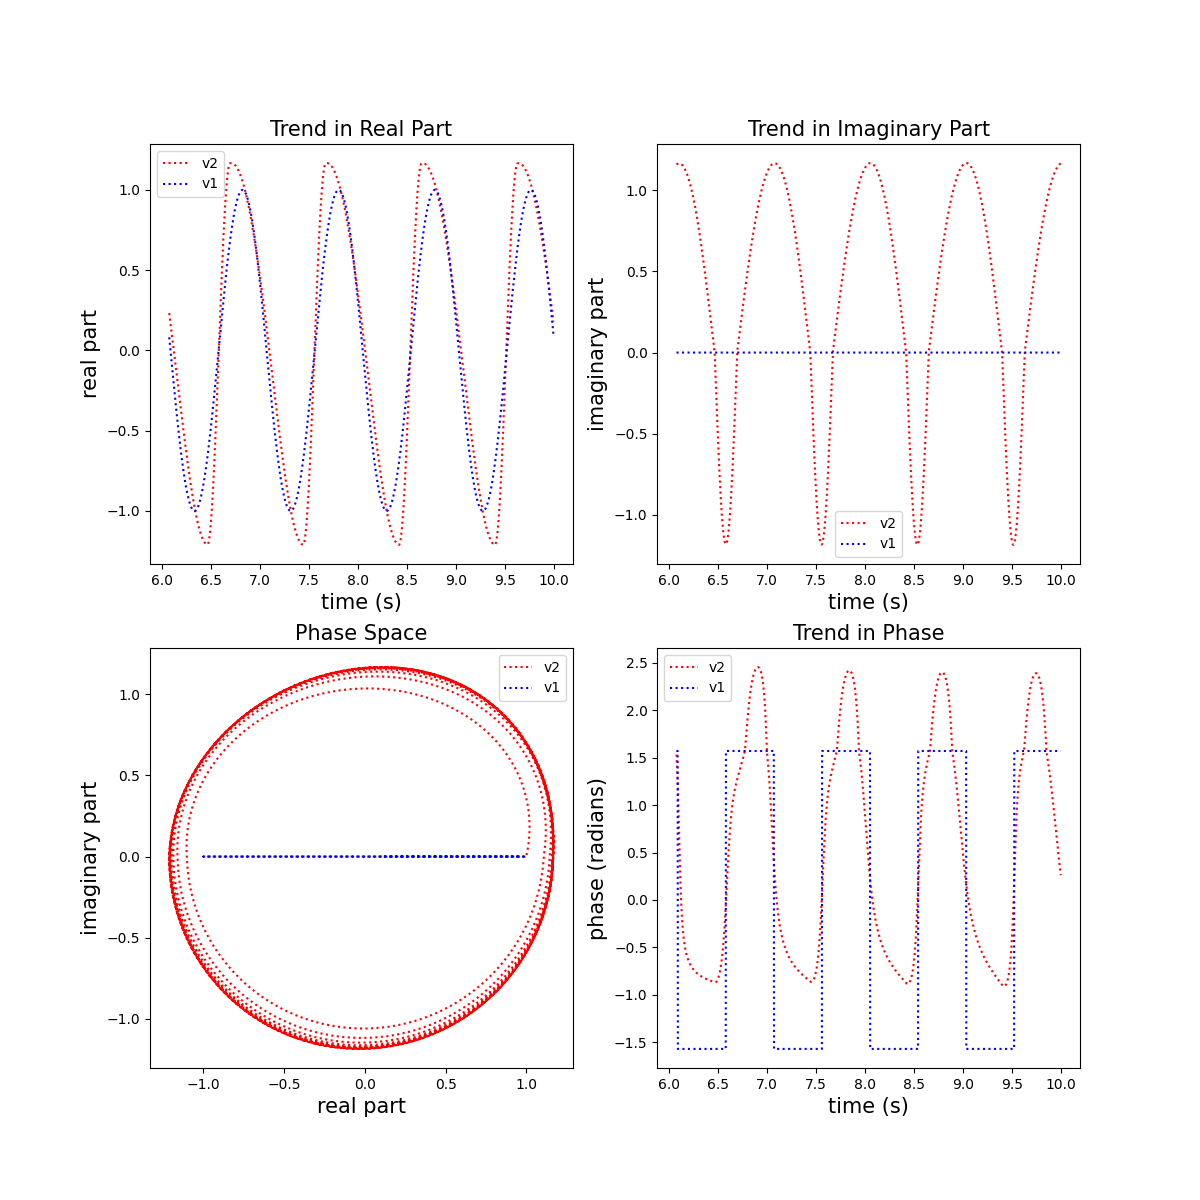 Trend in Real Part
v2
v1
1.0
0.5
0.0
−0.5
−1.0
real part
6.0 6.5 7.0 7.5 8.0 8.5 9.0 9.5 10.0
time (s)
Trend in Imaginary Part
1.0
0.5
0.0
−0.5
−1.0
imaginary part
v2
v1
6.0 6.5 7.0 7.5 8.0 8.5 9.0 9.5 10.0
time (s)
Phase Space
v2
v1
1.0
0.5
0.0
−0.5
−1.0
imaginary part
−1.0 −0.5 0.0 0.5 1.0
real part
Trend in Phase
v2
v1
2.5
2.0
1.5
1.0
0.5
0.0
−0.5
−1.0
−1.5
phase (radians)
6.0 6.5 7.0 7.5 8.0 8.5 9.0 9.5 10.0
time (s)